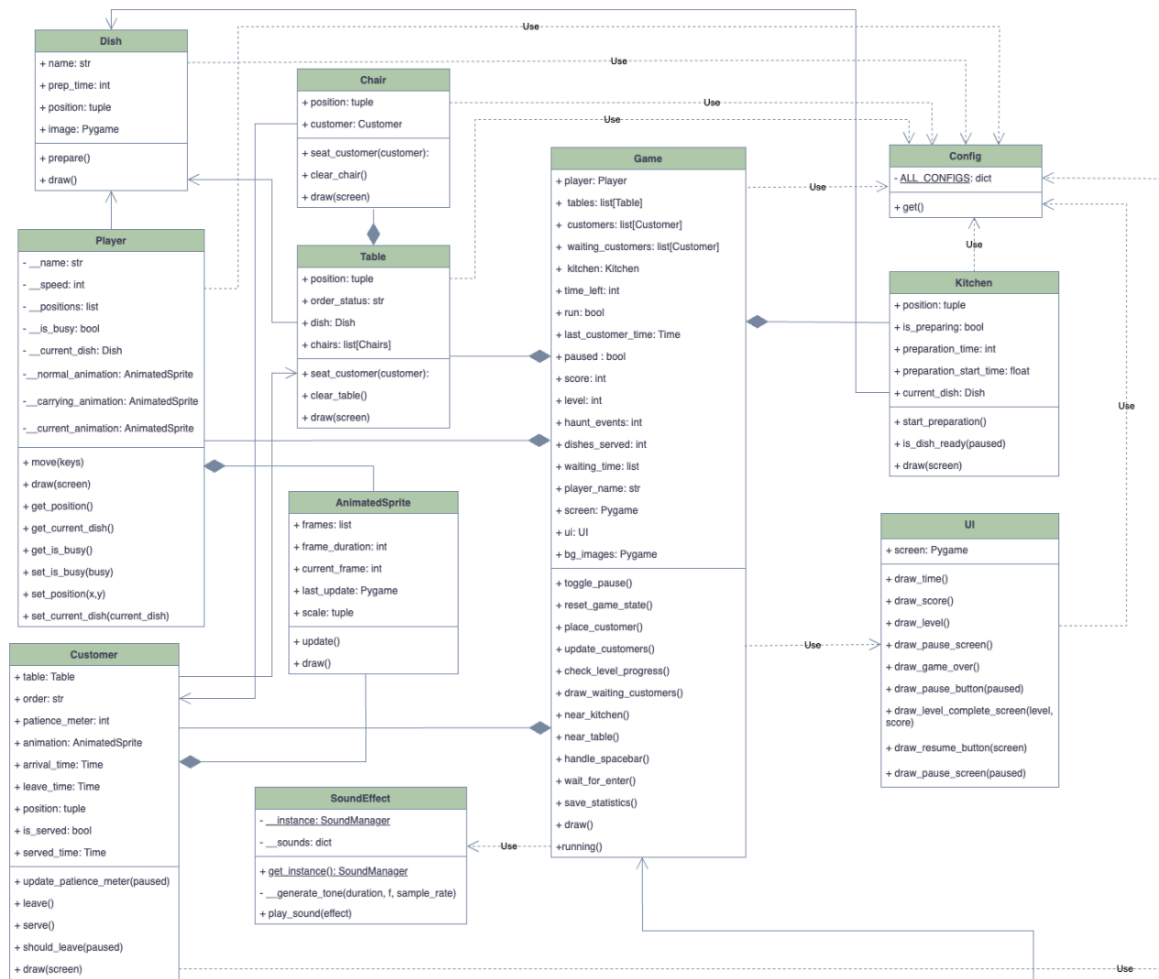 Use
Dish
+ name: str
+ prep_time: int
+ position: tuple
+ image: Pygame
+ prepare()
+ draw()
Use
Chair
+ position: tuple
+ customer: Customer
+ seat_customer(customer):
+ clear_chair()
+ draw(screen)
Use
Use
Config
- ALL_CONFIGS: dict
+ get()
Game
+ player: Player
+ tables: list[Table]
+ customers: list[Customer]
+ waiting_customers: list[Customer]
+ kitchen: Kitchen
+ time_left: int
+ run: bool
+ last_customer_time: Time
+ paused : bool
+ score: int
+ level: int
+ haunt_events: int
+ dishes_served: int
+ waiting_time: list
+ player_name: str
+ screen: Pygame
+ ui: UI
+ bg_images: Pygame
+ toggle_pause()
+ reset_game_state()
+ place_customer()
+ update_customers()
+ check_level_progress()
+ draw_waiting_customers()
+ near_kitchen()
+ near_table()
+ handle_spacebar()
+ wait_for_enter()
+ save_statistics()
+ draw()
+running()
Use
Use
Player
- __name: str
- __speed: int
- __positions: list
- __is_busy: bool
- __current_dish: Dish
-__normal_animation: AnimatedSprite
-__carrying_animation: AnimatedSprite
-__current_animation: AnimatedSprite
+ move(keys)
+ draw(screen)
+ get_position()
+ get_current_dish()
+ get_is_busy()
+ set_is_busy(busy)
+ set_position(x,y)
+ set_current_dish(current_dish)
Table
+ position: tuple
+ order_status: str
+ dish: Dish
+ chairs: list[Chairs]
+ seat_customer(customer):
+ clear_table()
+ draw(screen)
Kitchen
+ position: tuple
+ is_preparing: bool
+ preparation_time: int
+ preparation_start_time: float
+ current_dish: Dish
+ start_preparation()
+ is_dish_ready(paused)
+ draw(screen)
Use
AnimatedSprite
+ frames: list
+ frame_duration: int
+ current_frame: int
+ last_update: Pygame
+ scale: tuple
+ update()
+ draw()
UI
+ screen: Pygame
+ draw_time()
+ draw_score()
+ draw_level()
+ draw_pause_screen()
+ draw_game_over()
+ draw_pause_button(paused)
+ draw_level_complete_screen(level,
score)
+ draw_resume_button(screen)
+ draw_pause_screen(paused)
Use
Customer
+ table: Table
+ order: str
+ patience_meter: int
+ animation: AnimatedSprite
+ arrival_time: Time
+ leave_time: Time
+ position: tuple
+ is_served: bool
+ served_time: Time
+ update_patience_meter(paused)
+ leave()
+ serve()
+ should_leave(paused)
+ draw(screen)
SoundEffect
- __instance: SoundManager
- __sounds: dict
+ get_instance(): SoundManager
- __generate_tone(duration, f, sample_rate)
+ play_sound(effect)
Use
Use